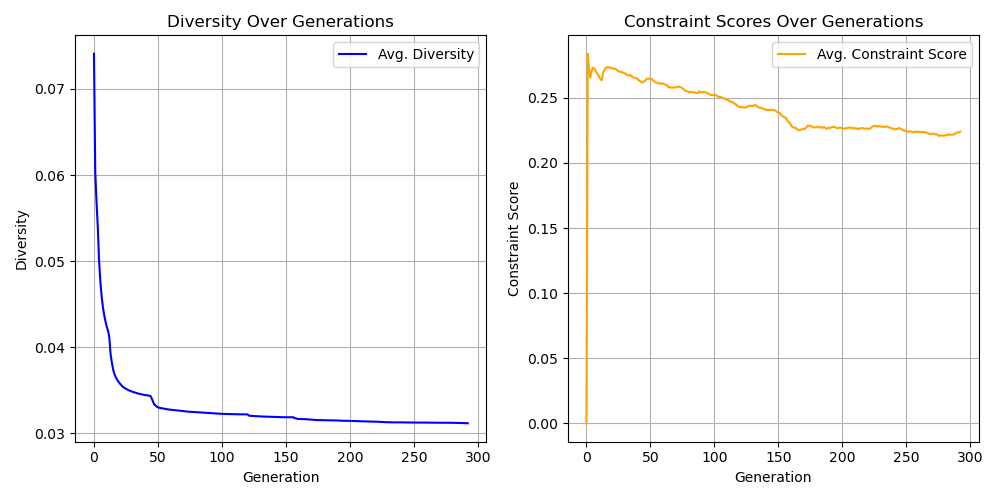 Diversity Over Generations
Avg. Diversity
Diversity
0.07
0.06
0.05
0.04
0.03
0 50 100 150 200 250 300
Generation
Constraint Scores Over Generations
Avg. Constraint Score
Constraint Score
0.25
0.20
0.15
0.10
0.05
0.00
0 50 100 150 200 250 300
Generation